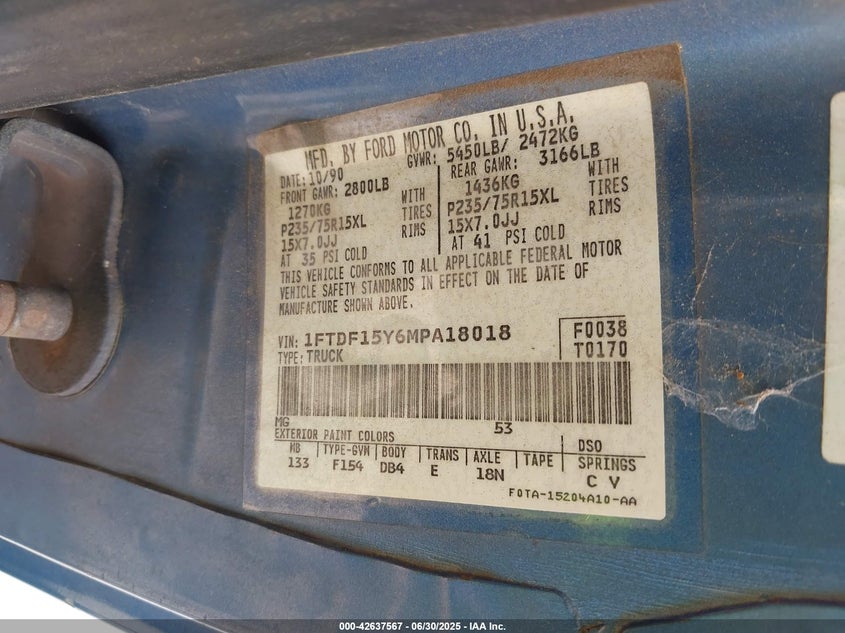 MFD. BY FORD MOTOR CO. IN U.S.A.
DATE: 10/90 GVWR: 5450LB/ 2472KG
FRONT GAWR: 2800LB REAR GAWR: 3166LB
1270KG WITH 1436KG WITH
P235/75R15XL TIRES P235/75R15XL TIRES
15X7.0JJ RIMS 15X7.0JJ RIMS
AT 35 PSI COLD AT 41 PSI COLD
THIS VEHICLE CONFORMS TO ALL APPLICABLE FEDERAL MOTOR
VEHICLE SAFETY STANDARDS IN EFFECT ON THE DATE OF
MANUFACTURE SHOWN ABOVE.
VIN: 1FTDF15Y6MPA18018 F0038
TYPE: TRUCK T0170
MG 53
EXTERIOR PAINT COLORS DSO
WB TYPE-GVM BODY TRANS AXLE TAPE SPRINGS
133 F154 DB4 E 18N C V
F0TA-15204A10-AA
000-42637567 - 06/30/2025 - IAA Inc.